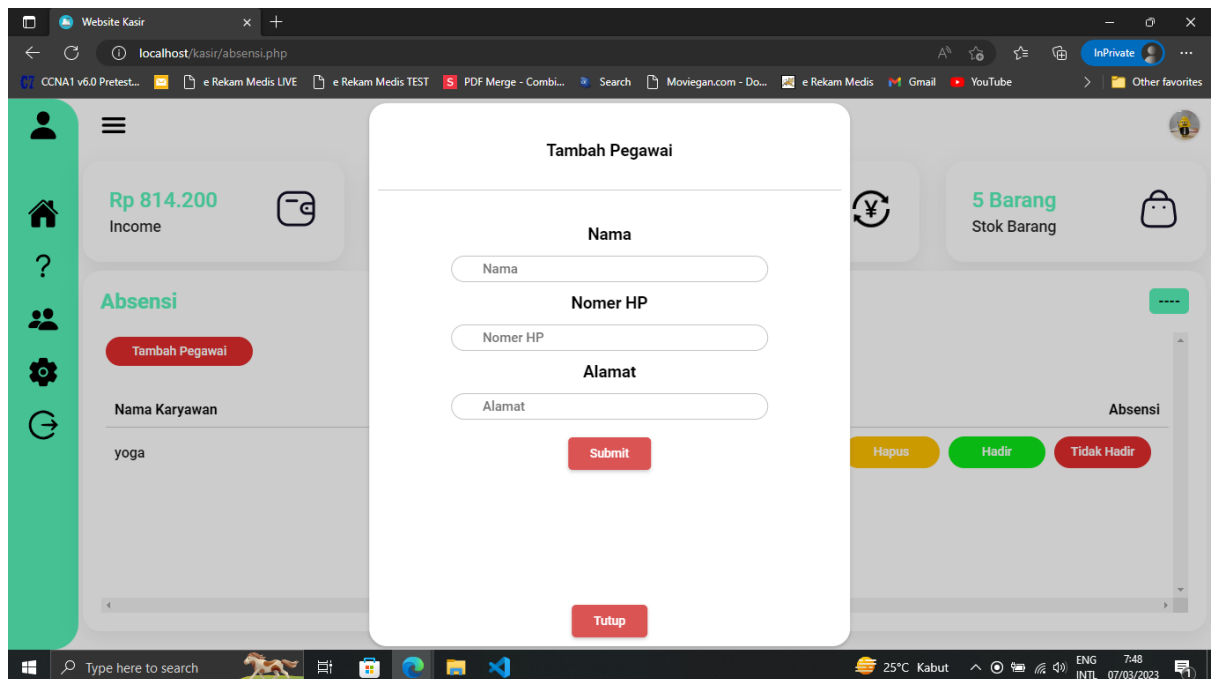 Website Kasir
localhost/kasir/absensi.php
InPrivate
CCNA1 v6.0 Pretest...
e Rekam Medis LIVE
e Rekam Medis TEST
S PDF Merge - Combi...
Search
Moviegan.com - Do...
e Rekam Medis
Gmail
YouTube
Other favorites
Tambah Pegawai
Rp 814.200
Income
5 Barang
Stok Barang
Nama
Nama
Nomer HP
Nomer HP
Alamat
Alamat
Submit
Tutup
Absensi
----
Tambah Pegawai
Nama Karyawan
Absensi
yoga
Hapus
Hadir
Tidak Hadir
Type here to search
25°C Kabut
ENG
INTL
7:48
07/03/2023